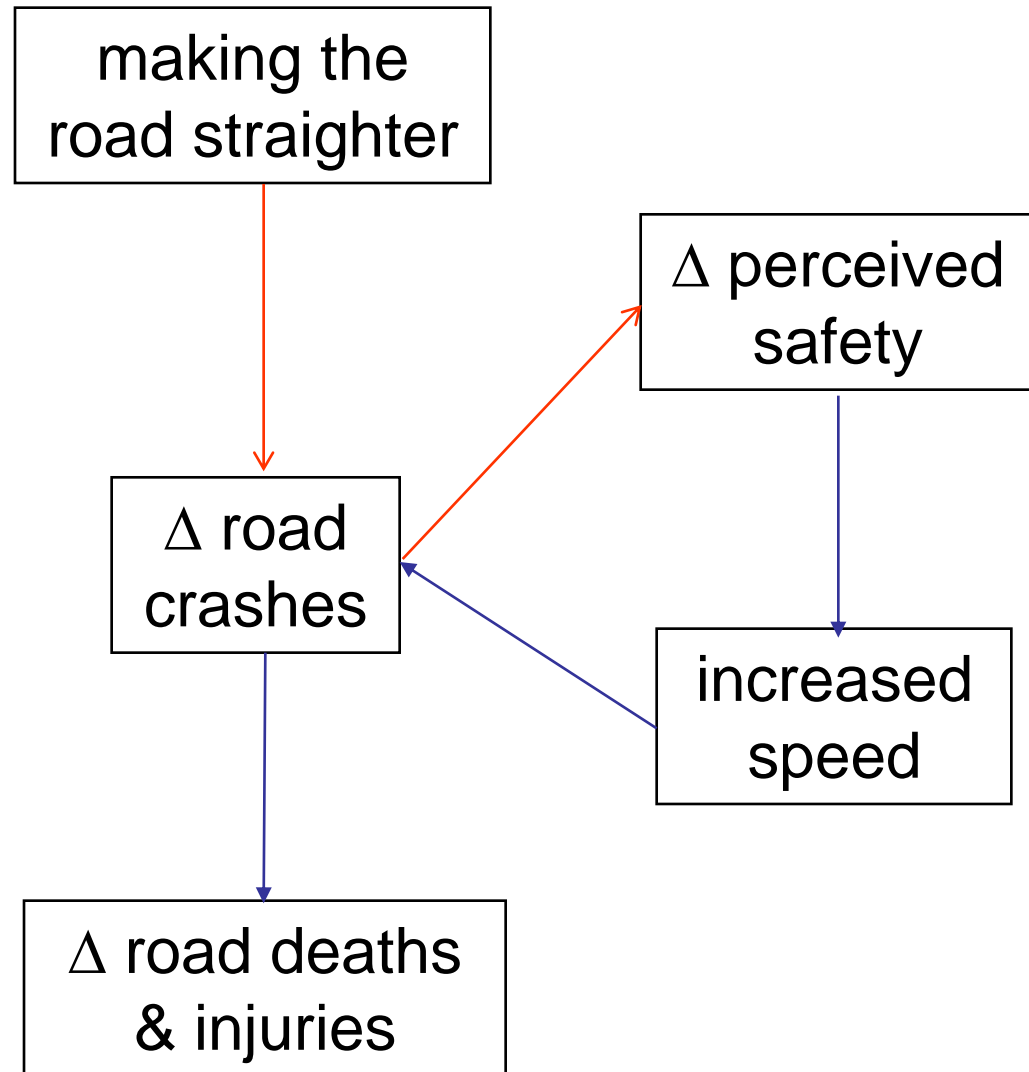 making the
road straighter
Δ perceived
safety
Δ road
crashes
increased
speed
Δ road deaths
& injuries